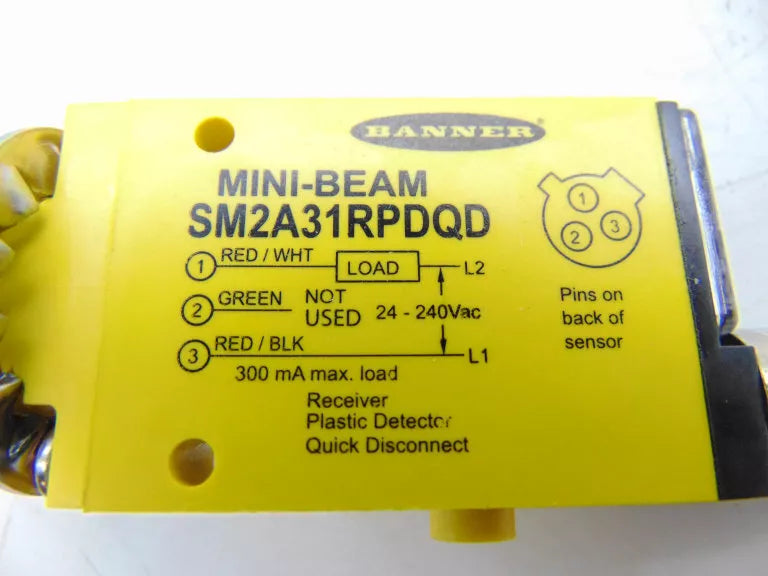 BANNER
MINI-BEAM
SM2A31RPDQD
1 RED / WHT LOAD L2
2 GREEN NOT USED 24 - 240Vac
3 RED / BLK L1
300 mA max. load
Receiver
Plastic Detector
Quick Disconnect
1
2 3
Pins on
back of
sensor